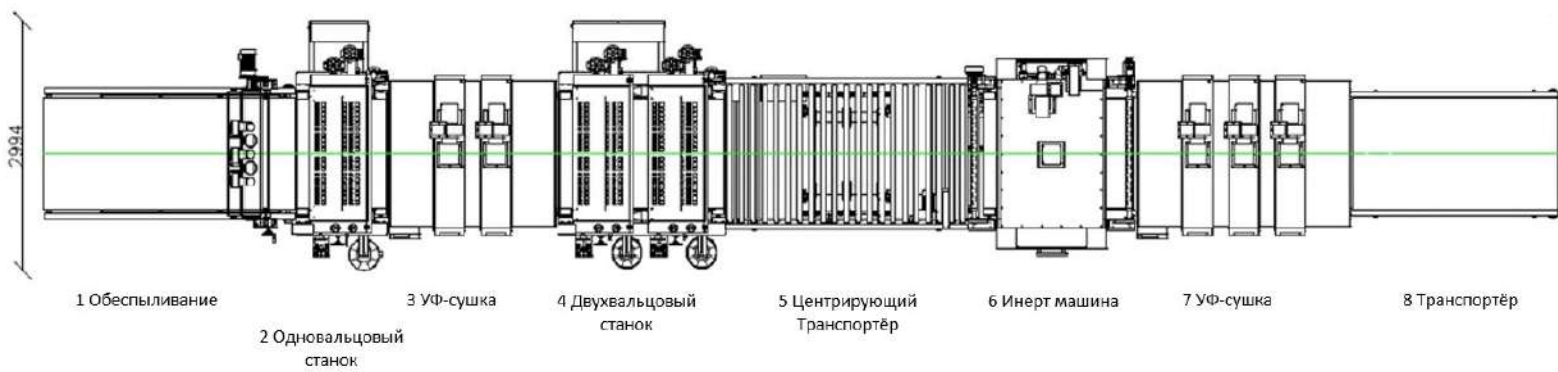 2994
1 Обеспыливание
2 Одновальцовый
станок
3 УФ-сушка
4 Двухвальцовый
станок
5 Центрирующий
Транспортёр
6 Инерт машина
7 УФ-сушка
8 Транспортёр